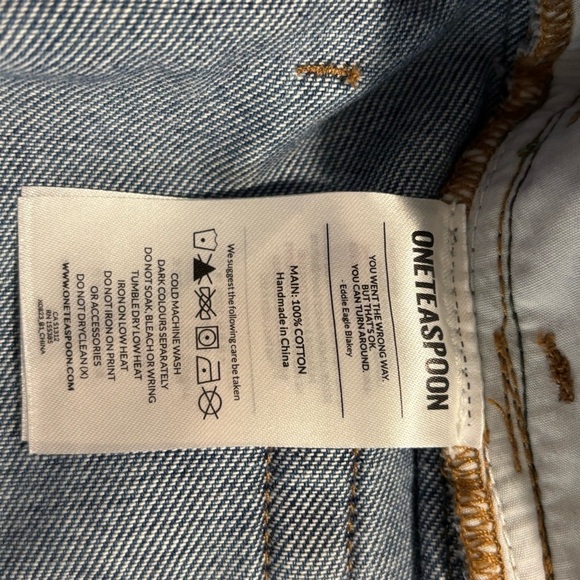 ONETEASPOON
YOU WENT THE WRONG WAY,
BUT THAT'S OK.
YOU CAN TURN AROUND.
- Eddie Eagle Blakey
MAIN: 100% COTTON
Handmade in China
We suggest the following care be taken
COLD MACHINE WASH
DARK COLOURS SEPARATELY
DO NOT SOAK, BLEACH OR WRING
TUMBLE DRY LOW HEAT
IRON ON LOW HEAT
DO NOT IRON ON PRINT
OR ACCESSORIES
DO NOT DRYCLEAN (X)
WWW.ONETEASPOON.COM